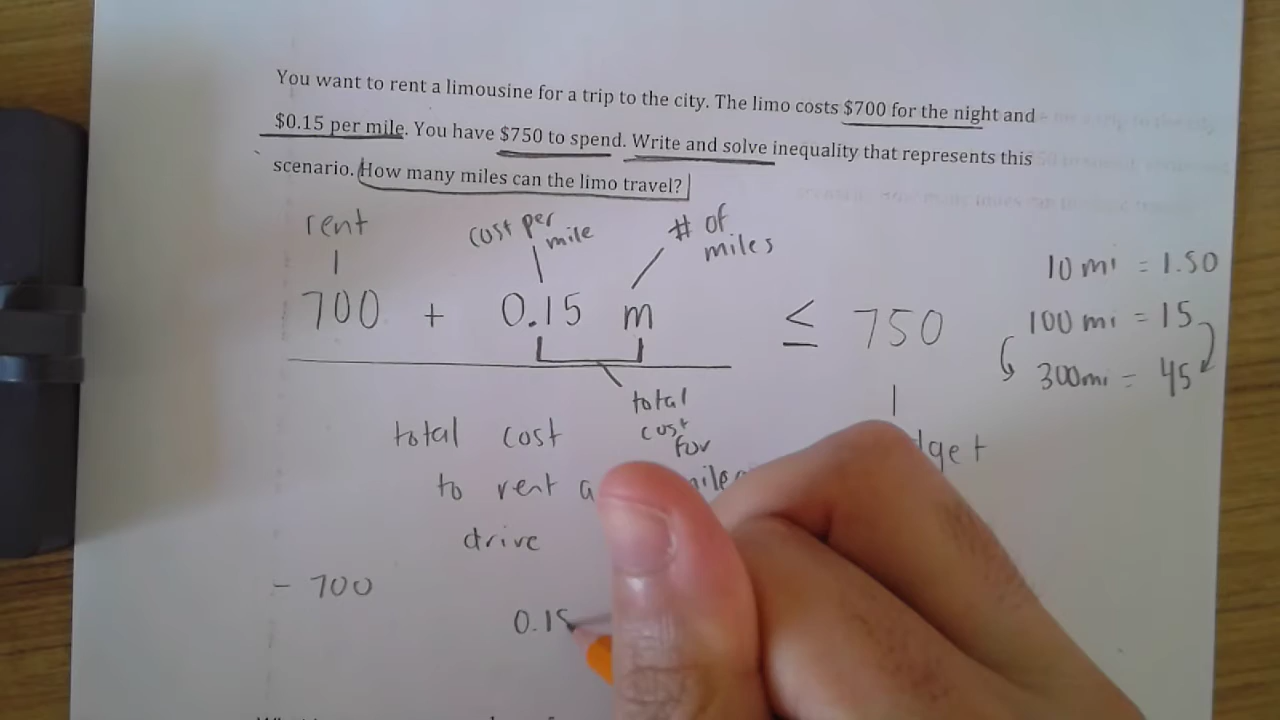 You want to rent a limousine for a trip to the city. The limo costs $700 for the night and
$0.15 per mile. You have $750 to spend. Write and solve inequality that represents this
scenario. How many miles can the limo travel?
rent
cost per
mile
# of
miles
700 + 0.15 m ≤ 750
10 mi = 1.50
100 mi = 15
300mi = 45
total
cost
for
total cost
to rent a
drive
- 700
0.15